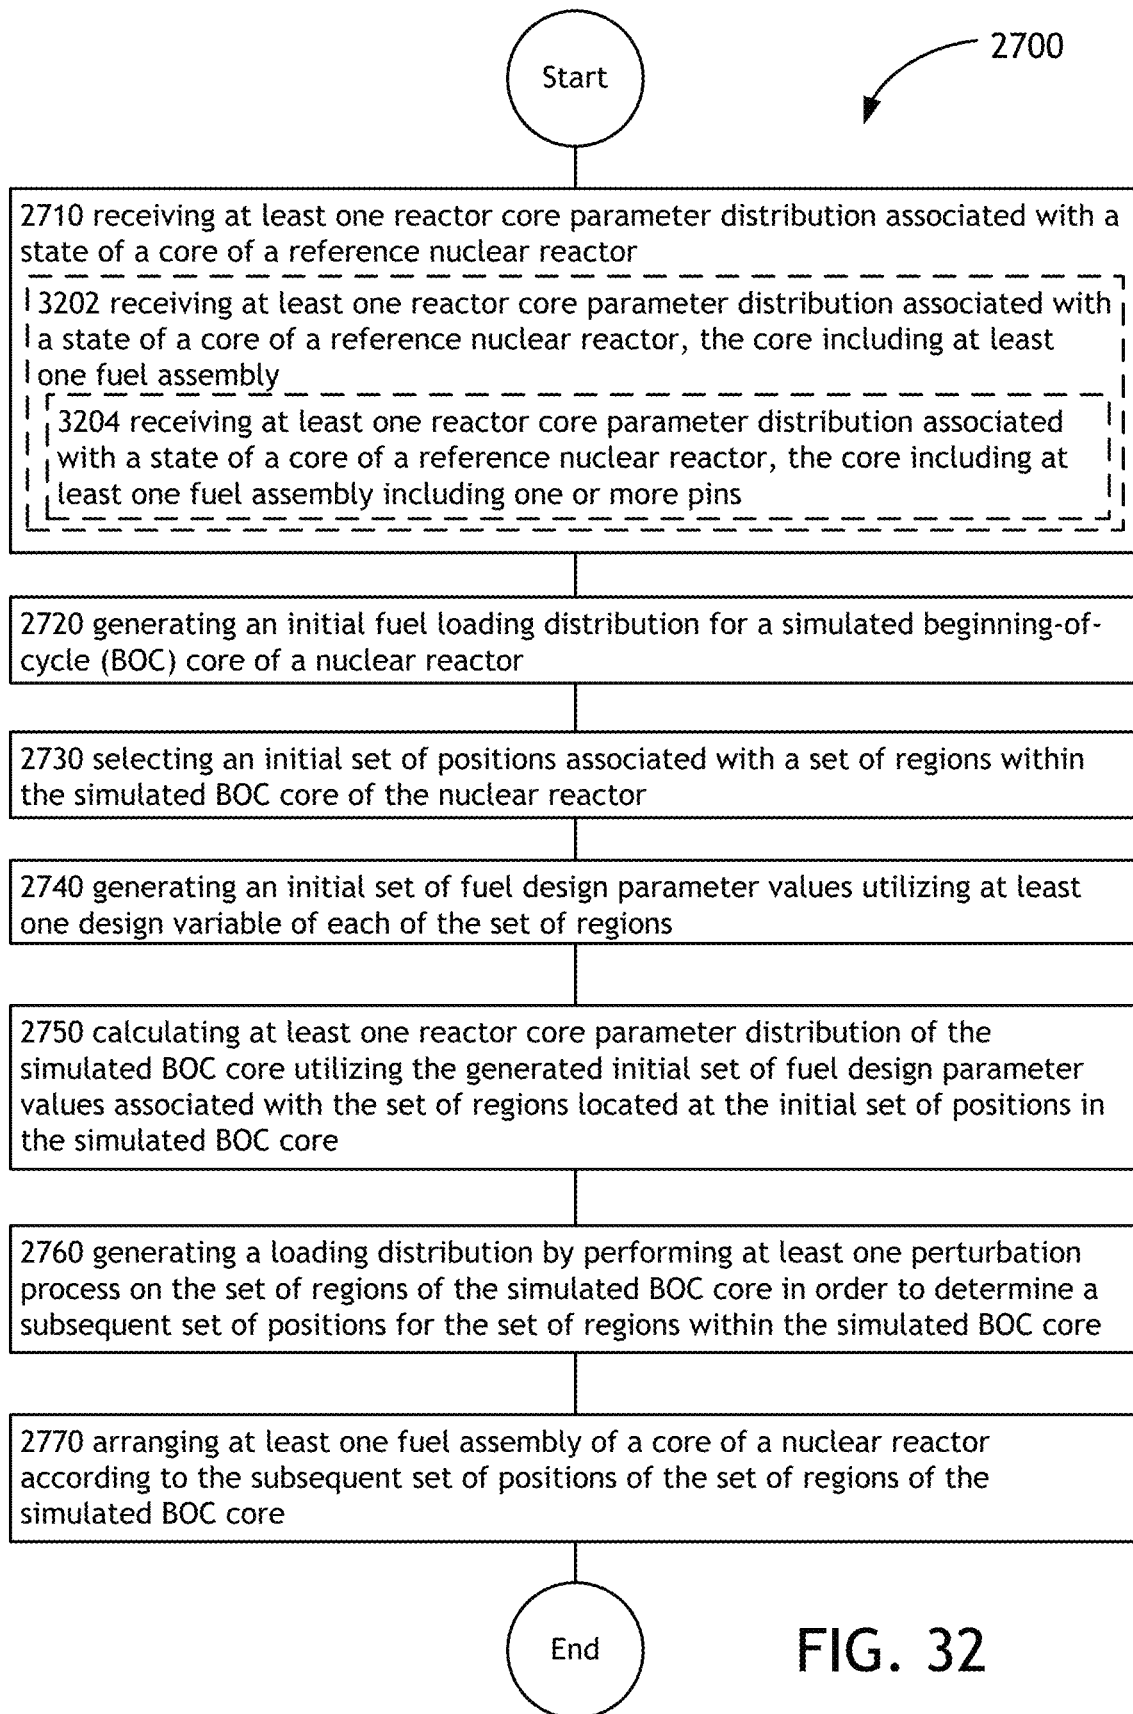 Start
2700
2710 receiving at least one reactor core parameter distribution associated with a
state of a core of a reference nuclear reactor
3202 receiving at least one reactor core parameter distribution associated with
a state of a core of a reference nuclear reactor, the core including at least
one fuel assembly
3204 receiving at least one reactor core parameter distribution associated
with a state of a core of a reference nuclear reactor, the core including at
least one fuel assembly including one or more pins
2720 generating an initial fuel loading distribution for a simulated beginning-of-
cycle (BOC) core of a nuclear reactor
2730 selecting an initial set of positions associated with a set of regions within
the simulated BOC core of the nuclear reactor
2740 generating an initial set of fuel design parameter values utilizing at least
one design variable of each of the set of regions
2750 calculating at least one reactor core parameter distribution of the
simulated BOC core utilizing the generated initial set of fuel design parameter
values associated with the set of regions located at the initial set of positions in
the simulated BOC core
2760 generating a loading distribution by performing at least one perturbation
process on the set of regions of the simulated BOC core in order to determine a
subsequent set of positions for the set of regions within the simulated BOC core
2770 arranging at least one fuel assembly of a core of a nuclear reactor
according to the subsequent set of positions of the set of regions of the
simulated BOC core
End
FIG. 32